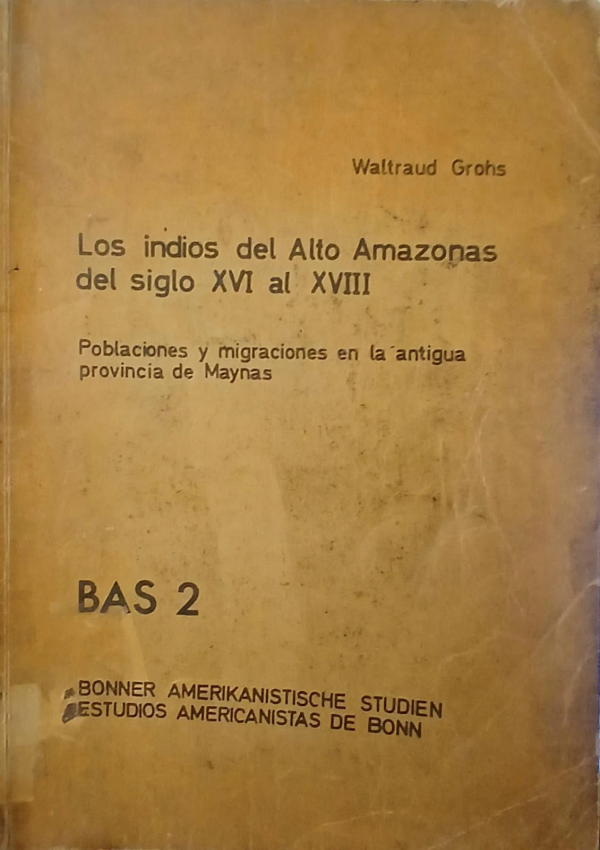 Waltraud Grohs
Los indios del Alto Amazonas
del siglo XVI al XVIII
Poblaciones y migraciones en la antigua
provincia de Maynas
BAS 2
BONNER AMERIKANISTISCHE STUDIEN
ESTUDIOS AMERICANISTAS DE BONN